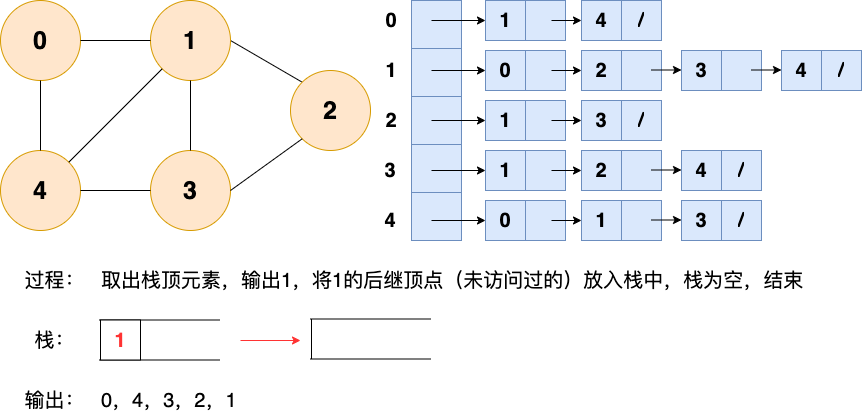 0 1 2 4 3
0 1 4 /
1 0 2 3 4 /
2 1 3 /
3 1 2 4 /
4 0 1 3 /
过程： 取出栈顶元素，输出1，将1的后继顶点（未访问过的）放入栈中，栈为空，结束
栈： 1
输出： 0，4，3，2，1